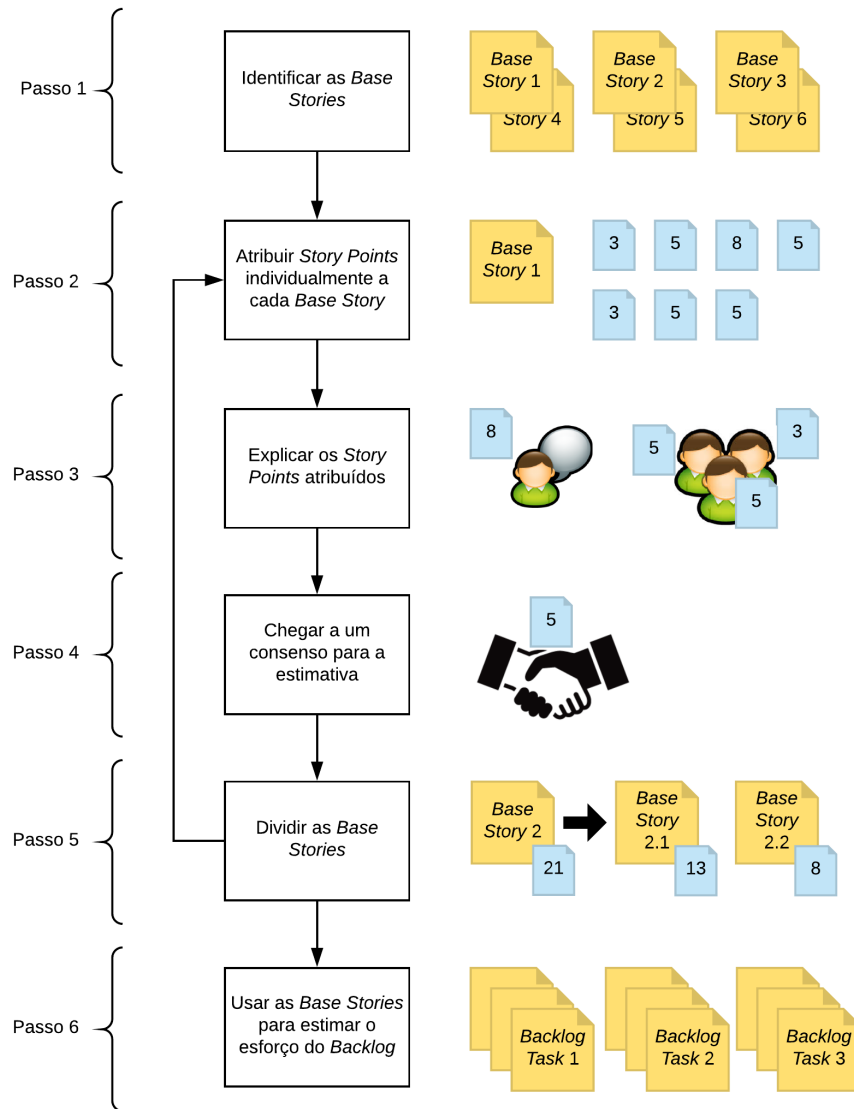 Passo 1
Identificar as Base
Stories
Base
Story 1
Story 4
Base
Story 2
Story 5
Base
Story 3
Story 6
Passo 2
Atribuir Story Points
individualmente a
cada Base Story
Base
Story 1
3
5
8
5
3
5
5
Passo 3
Explicar os Story
Points atribuídos
8
5
3
5
Passo 4
Chegar a um
consenso para a
estimativa
5
Passo 5
Dividir as Base
Stories
Base
Story 2
21
Base
Story
2.1
13
Base
Story
2.2
8
Passo 6
Usar as Base Stories
para estimar o
esforço do Backlog
Backlog
Task 1
Backlog
Task 2
Backlog
Task 3